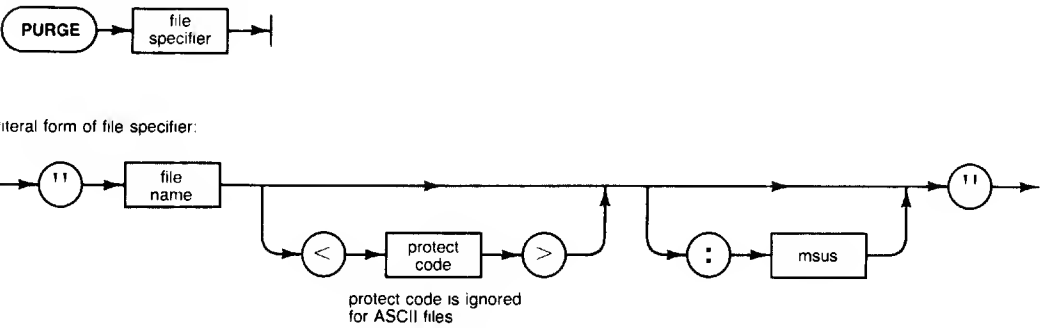 PURGE
file
specifier
iteral form of file specifier:
"
file
name
<
protect
code
>
:
msus
"
protect code is ignored
for ASCII files